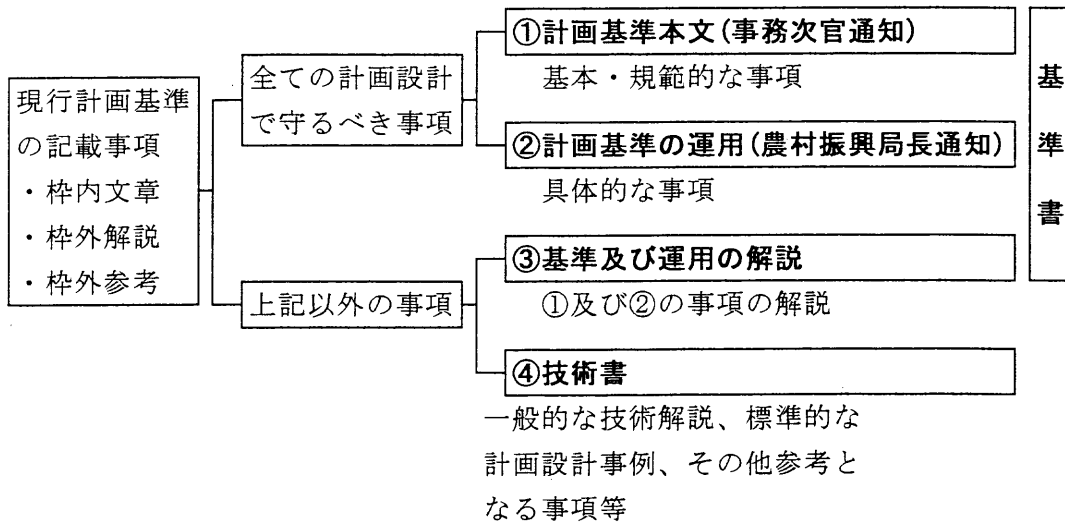 現行計画基準
の記載事項
・枠内文章
・枠外解説
・枠外参考
全ての計画設計
で守るべき事項
上記以外の事項
①計画基準本文(事務次官通知)
基本・規範的な事項
②計画基準の運用(農村振興局長通知)
具体的な事項
③基準及び運用の解説
①及び②の事項の解説
④技術書
一般的な技術解説、標準的な
計画設計事例、その他参考と
なる事項等
基準書